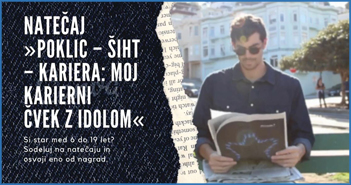 NATEČAJ
»POKLIC – ŠIHT
– KARIERA: MOJ
KARIERNI
ČVEK Z IDOLOM«
Si star med 6 do 19 let?
Sodeluj na natečaju in
osvoji eno od nagrad.